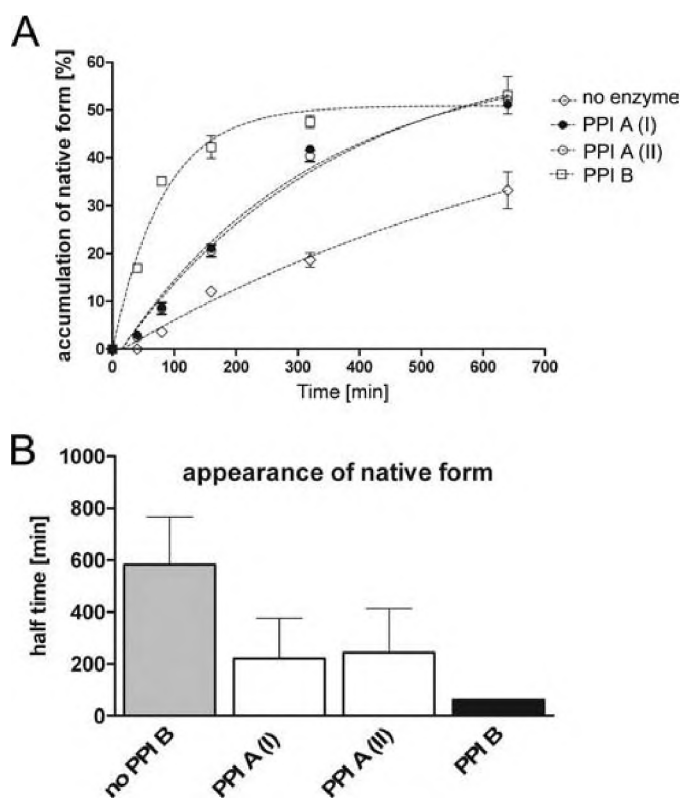 A
accumulation of native form [%]
60
50
40
30
20
10
0
0 100 200 300 400 500 600 700
Time [min]
no enzyme
PPI A (I)
PPI A (II)
PPI B
B
appearance of native form
half time [min]
1000
800
600
400
200
0
no PPI B
PPI A (I)
PPI A (II)
PPI B